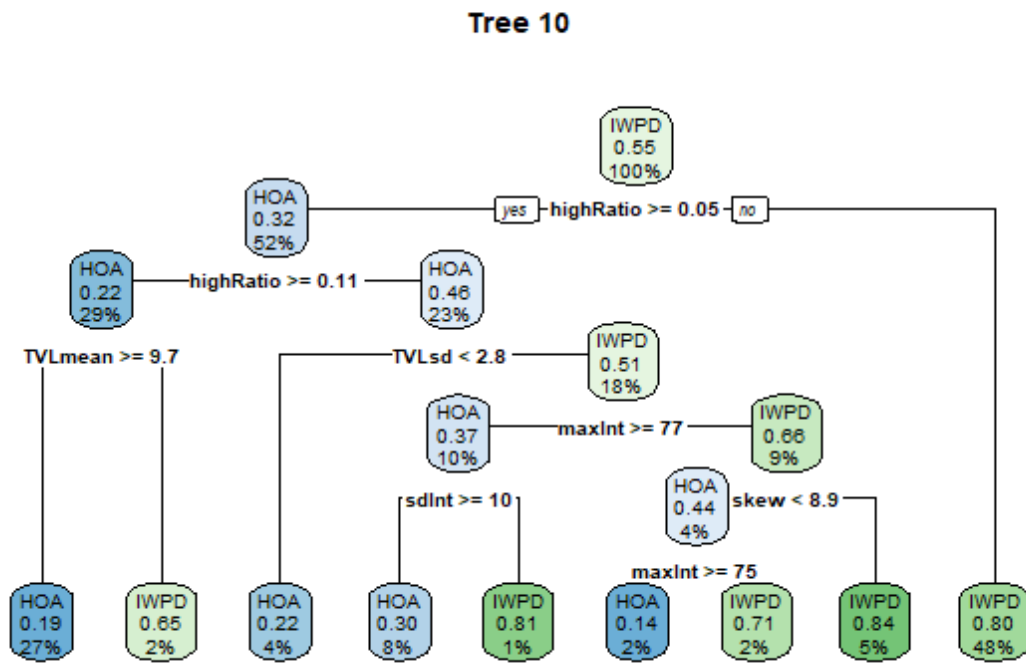 Tree 10
IWPD
0.55
100%
yes
highRatio >= 0.05
no
HOA
0.32
52%
HOA
0.22
29%
highRatio >= 0.11
HOA
0.46
23%
TVLmean >= 9.7
TVLsd < 2.8
IWPD
0.51
18%
HOA
0.37
10%
maxInt >= 77
IWPD
0.66
9%
sdInt >= 10
HOA
0.44
4%
skew < 8.9
maxInt >= 75
HOA
0.19
27%
IWPD
0.65
2%
HOA
0.22
4%
HOA
0.30
8%
IWPD
0.81
1%
HOA
0.14
2%
IWPD
0.71
2%
IWPD
0.84
5%
IWPD
0.80
48%